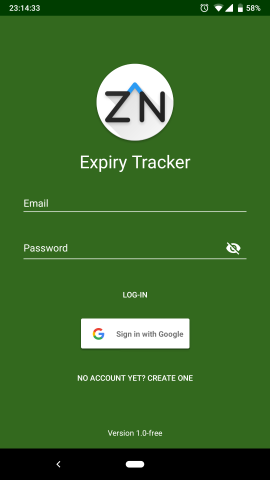 23:14:33
58%
ZN
Expiry Tracker
Email
Password
LOG-IN
Sign in with Google
NO ACCOUNT YET? CREATE ONE
Version 1.0-free